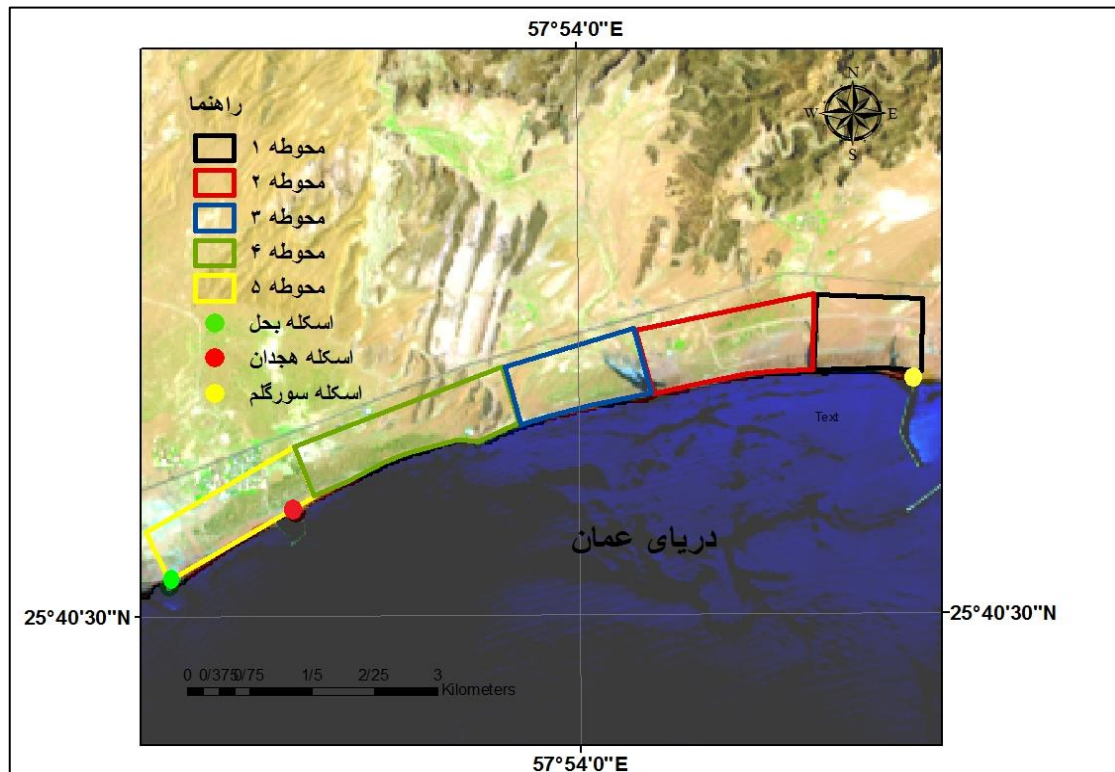 57°54'0"E
N
W E
S
راهنما
محوطه ۱
محوطه ۲
محوطه ۳
محوطه ۴
محوطه ۵
اسکله بحل
اسکله هجدان
اسکله سورگلم
Text
دریای عمان
25°40'30"N 25°40'30"N
0 0/375 0/75 1/5 2/25 3
Kilometers
57°54'0"E